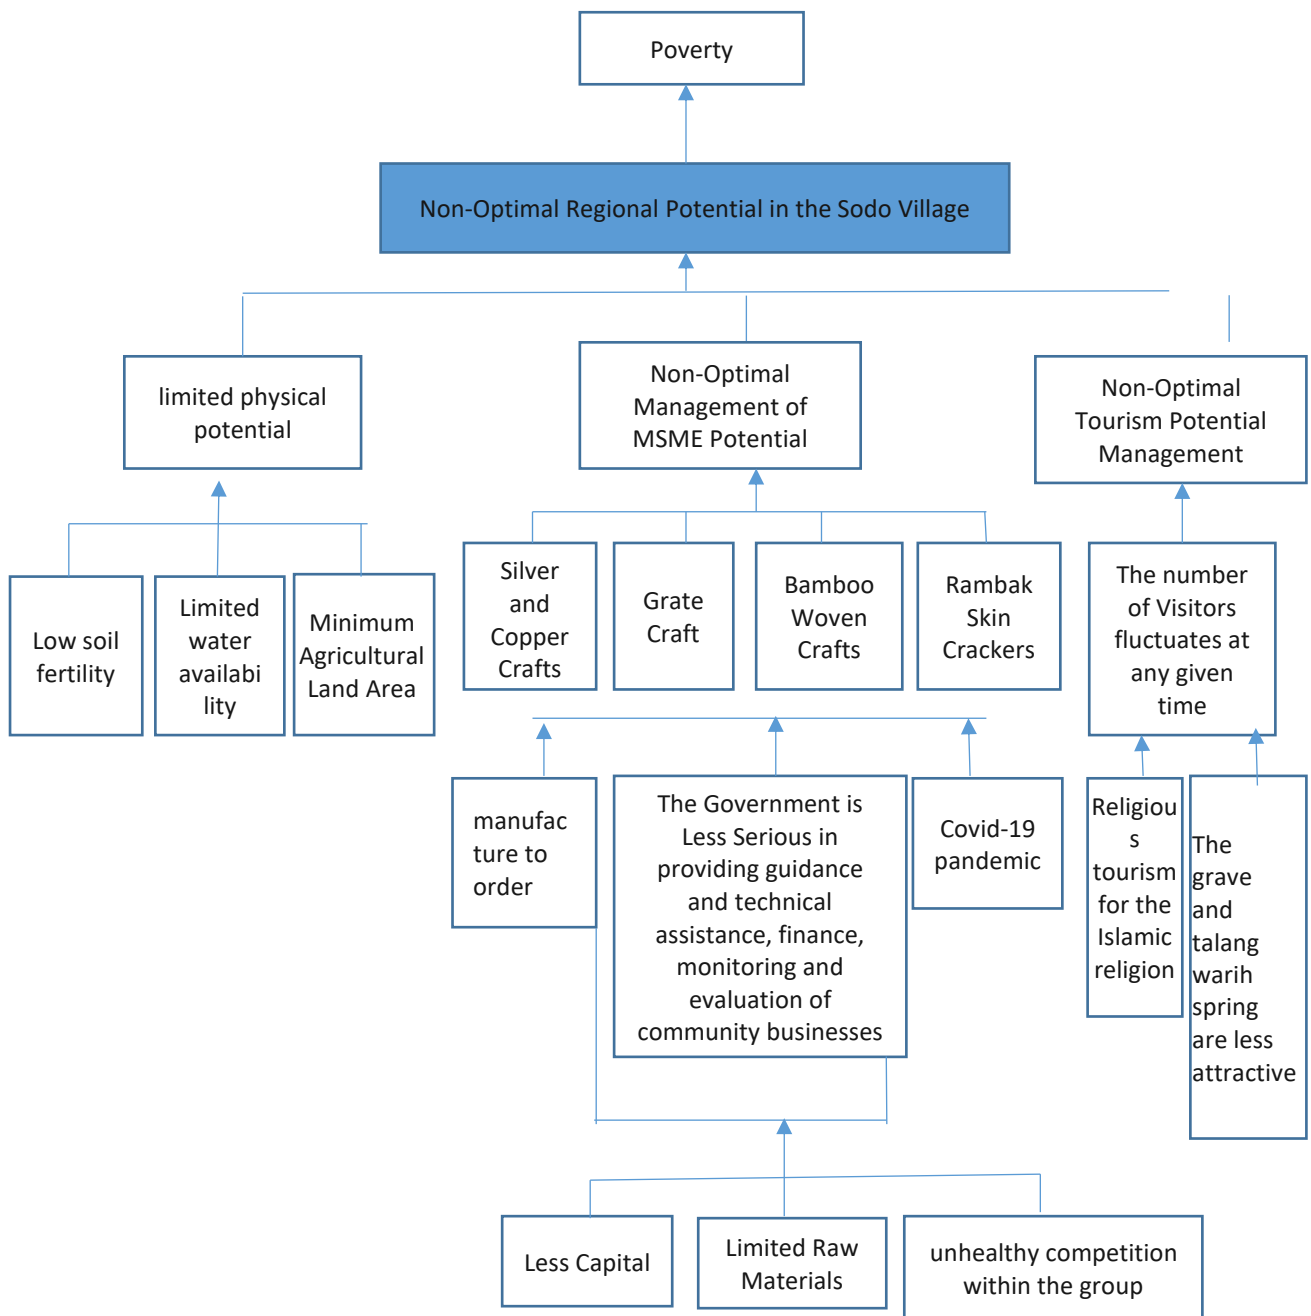 Poverty
Non-Optimal Regional Potential in the Sodo Village
limited physical
potential
Non-Optimal
Management of
MSME Potential
Non-Optimal
Tourism Potential
Management
Low soil
fertility
Limited
water
availabi
lity
Minimum
Agricultural
Land Area
Silver
and
Copper
Crafts
Grate
Craft
Bamboo
Woven
Crafts
Rambak
Skin
Crackers
The number
of Visitors
fluctuates at
any given
time
manufac
ture to
order
The Government is
Less Serious in
providing guidance
and technical
assistance, finance,
monitoring and
evaluation of
community businesses
Covid-19
pandemic
Religiou
s
tourism
for the
Islamic
religion
The
grave
and
talang
warih
spring
are less
attractive
Less Capital
Limited Raw
Materials
unhealthy competition
within the group